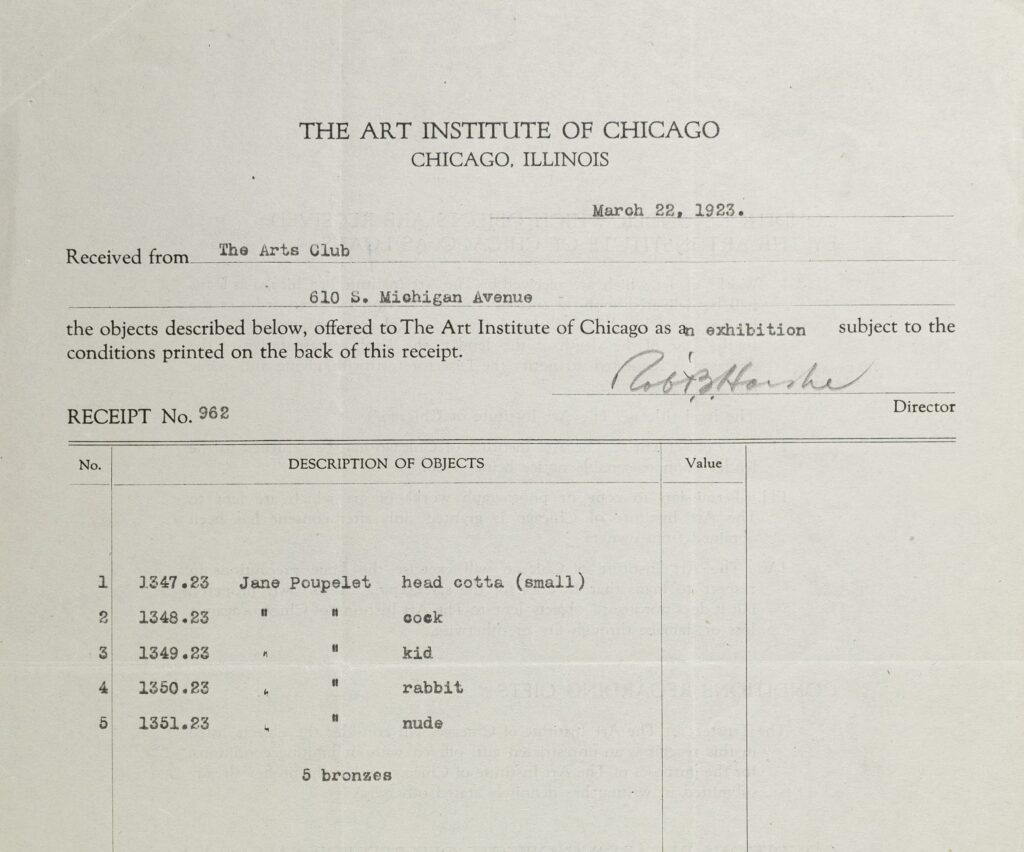 THE ART INSTITUTE OF CHICAGO
CHICAGO, ILLINOIS
March 22, 1923.
Received from The Arts Club
610 S. Michigan Avenue
the objects described below, offered to The Art Institute of Chicago as an exhibition subject to the
conditions printed on the back of this receipt.
Rob. B. Harshe
Director
RECEIPT No. 962
No. DESCRIPTION OF OBJECTS Value
1 1347.23 Jane Poupelet head cotta (small)
2 1348.23 " " cock
3 1349.23 " " kid
4 1350.23 " " rabbit
5 1351.23 " " nude
5 bronzes